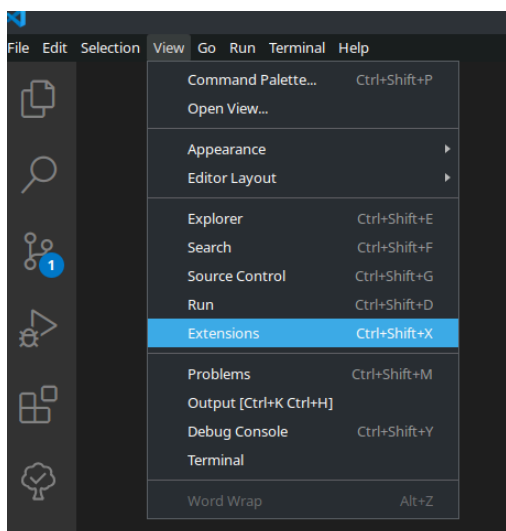 File Edit Selection View Go Run Terminal Help
Command Palette... Ctrl+Shift+P
Open View...
Appearance
Editor Layout
Explorer Ctrl+Shift+E
Search Ctrl+Shift+F
Source Control Ctrl+Shift+G
Run Ctrl+Shift+D
Extensions Ctrl+Shift+X
Problems Ctrl+Shift+M
Output [Ctrl+K Ctrl+H]
Debug Console Ctrl+Shift+Y
Terminal
Word Wrap Alt+Z
1